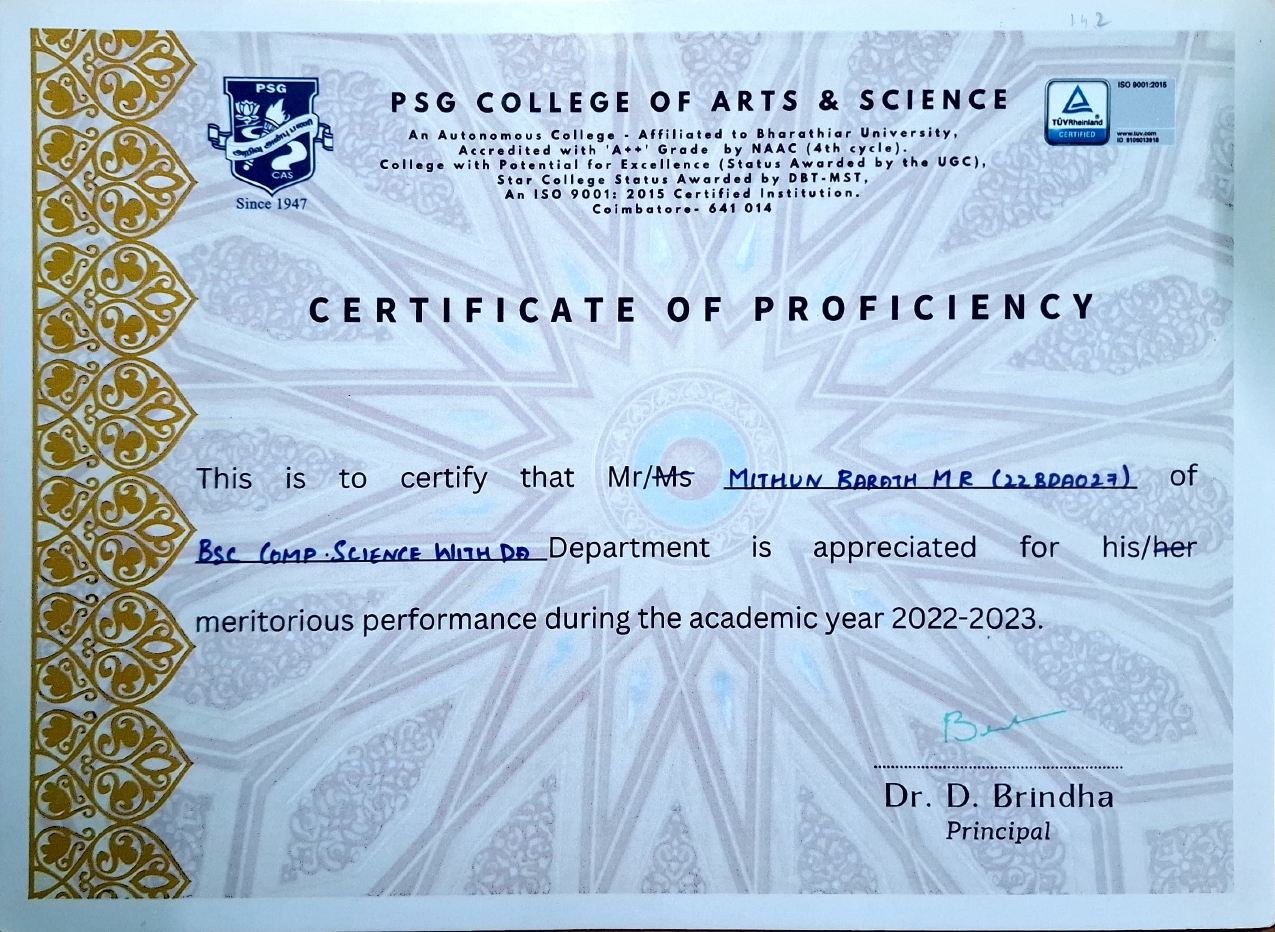 142
PSG
CAS
Since 1947
PSG COLLEGE OF ARTS & SCIENCE
An Autonomous College - Affiliated to Bharathiar University,
Accredited with 'A++' Grade by NAAC (4th cycle).
College with Potential for Excellence (Status Awarded by the UGC),
Star College Status Awarded by DBT-MST,
An ISO 9001: 2015 Certified Institution.
Coimbatore- 641 014
TÜVRheinland
CERTIFIED
ISO 9001:2015
www.tuv.com
CERTIFICATE OF PROFICIENCY
This is to certify that Mr/Ms MITHUN BARATH M R (22BDA027) of
BSC COMP.SCIENCE WITH DA Department is appreciated for his/her
meritorious performance during the academic year 2022-2023.
Dr. D. Brindha
Principal